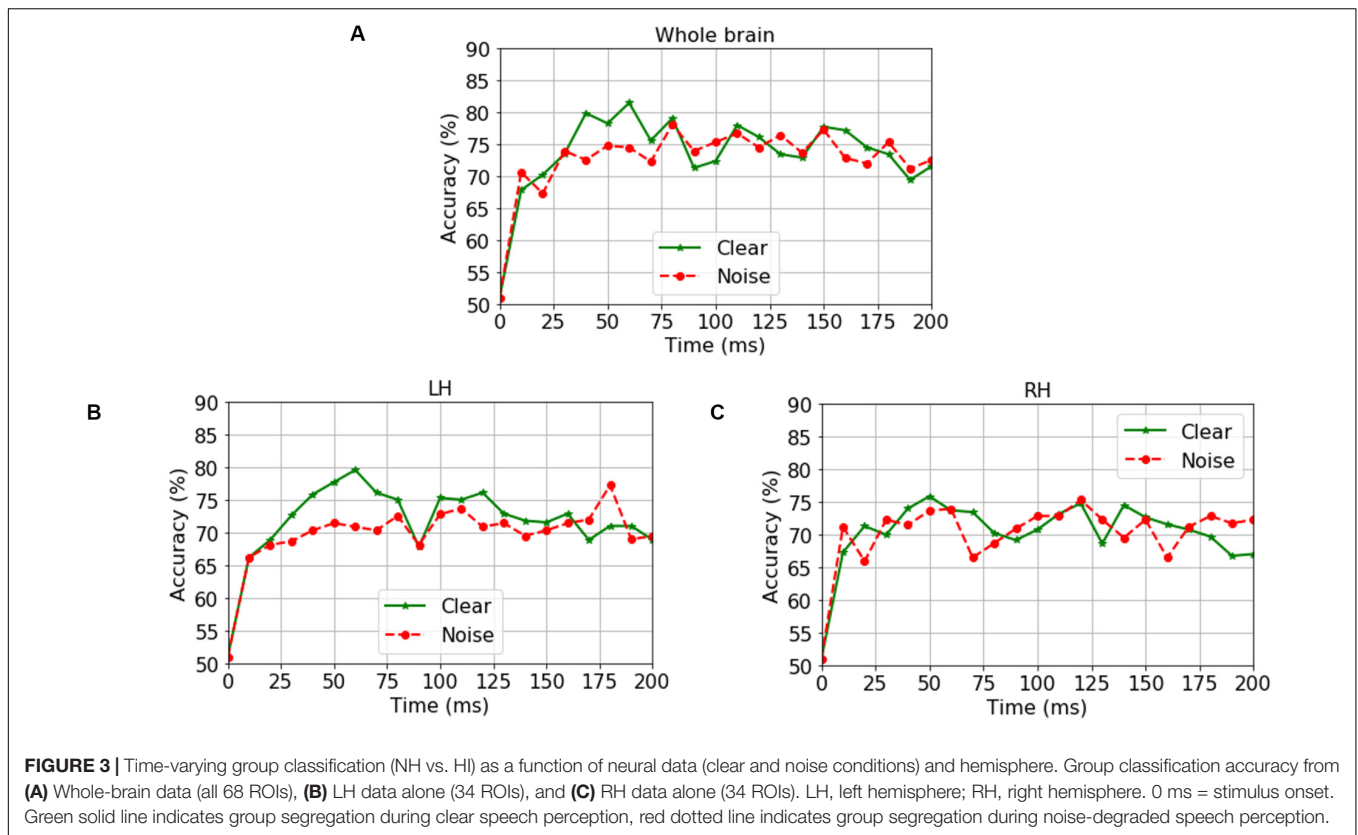 A
Whole brain
90
85
80
75
70
65
60
55
50
Accuracy (%)
Clear
Noise
0 25 50 75 100 125 150 175 200
Time (ms)
B
LH
90
85
80
75
70
65
60
55
50
Accuracy (%)
Clear
Noise
0 25 50 75 100 125 150 175 200
Time (ms)
C
RH
90
85
80
75
70
65
60
55
50
Accuracy (%)
Clear
Noise
0 25 50 75 100 125 150 175 200
Time (ms)
FIGURE 3 | Time-varying group classification (NH vs. HI) as a function of neural data (clear and noise conditions) and hemisphere. Group classification accuracy from
(A) Whole-brain data (all 68 ROIs), (B) LH data alone (34 ROIs), and (C) RH data alone (34 ROIs). LH, left hemisphere; RH, right hemisphere. 0 ms = stimulus onset.
Green solid line indicates group segregation during clear speech perception, red dotted line indicates group segregation during noise-degraded speech perception.